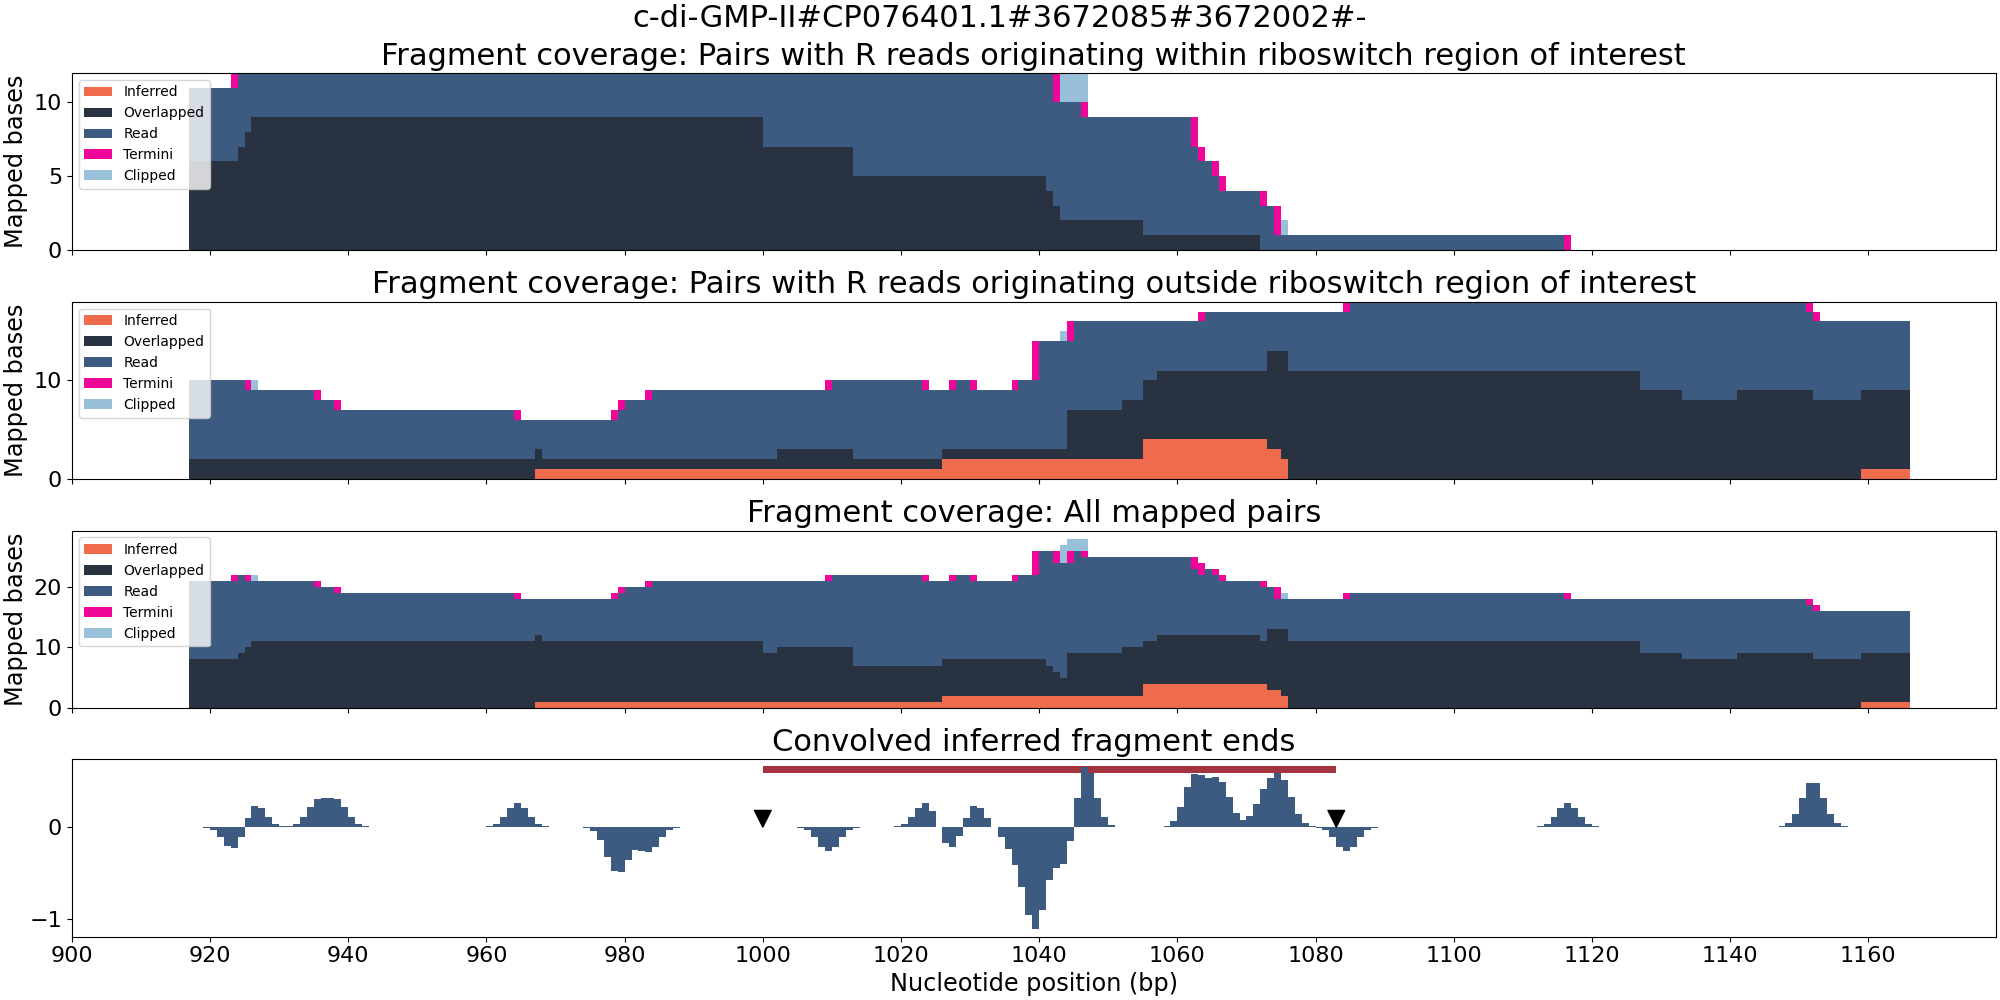 c-di-GMP-II#CP076401.1#3672085#3672002#-
Fragment coverage: Pairs with R reads originating within riboswitch region of interest
Mapped bases
10
5
0
Inferred
Overlapped
Read
Termini
Clipped
Fragment coverage: Pairs with R reads originating outside riboswitch region of interest
Mapped bases
10
0
Inferred
Overlapped
Read
Termini
Clipped
Fragment coverage: All mapped pairs
Mapped bases
20
10
0
Inferred
Overlapped
Read
Termini
Clipped
Convolved inferred fragment ends
0
−1
900 920 940 960 980 1000 1020 1040 1060 1080 1100 1120 1140 1160
Nucleotide position (bp)